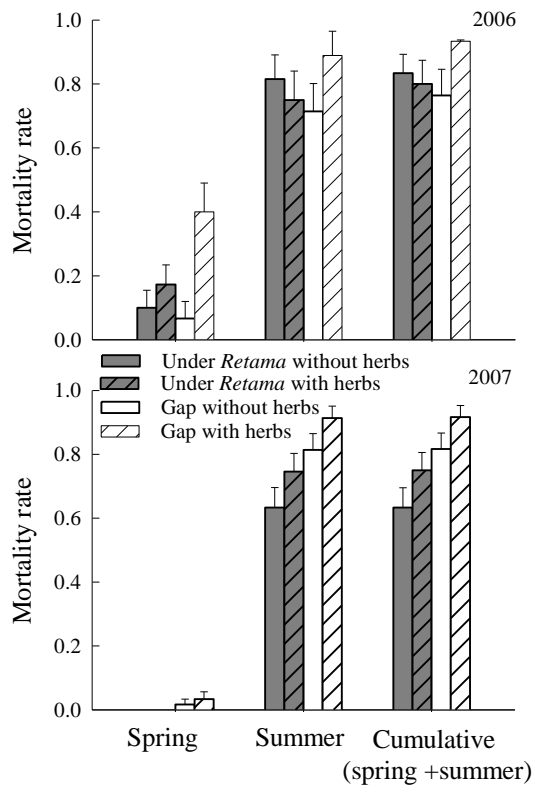 2006
1.0
0.8
0.6
0.4
0.2
0.0
Mortality rate
Under Retama without herbs
Under Retama with herbs
Gap without herbs
Gap with herbs
2007
1.0
0.8
0.6
0.4
0.2
0.0
Mortality rate
Spring
Summer
Cumulative
(spring +summer)